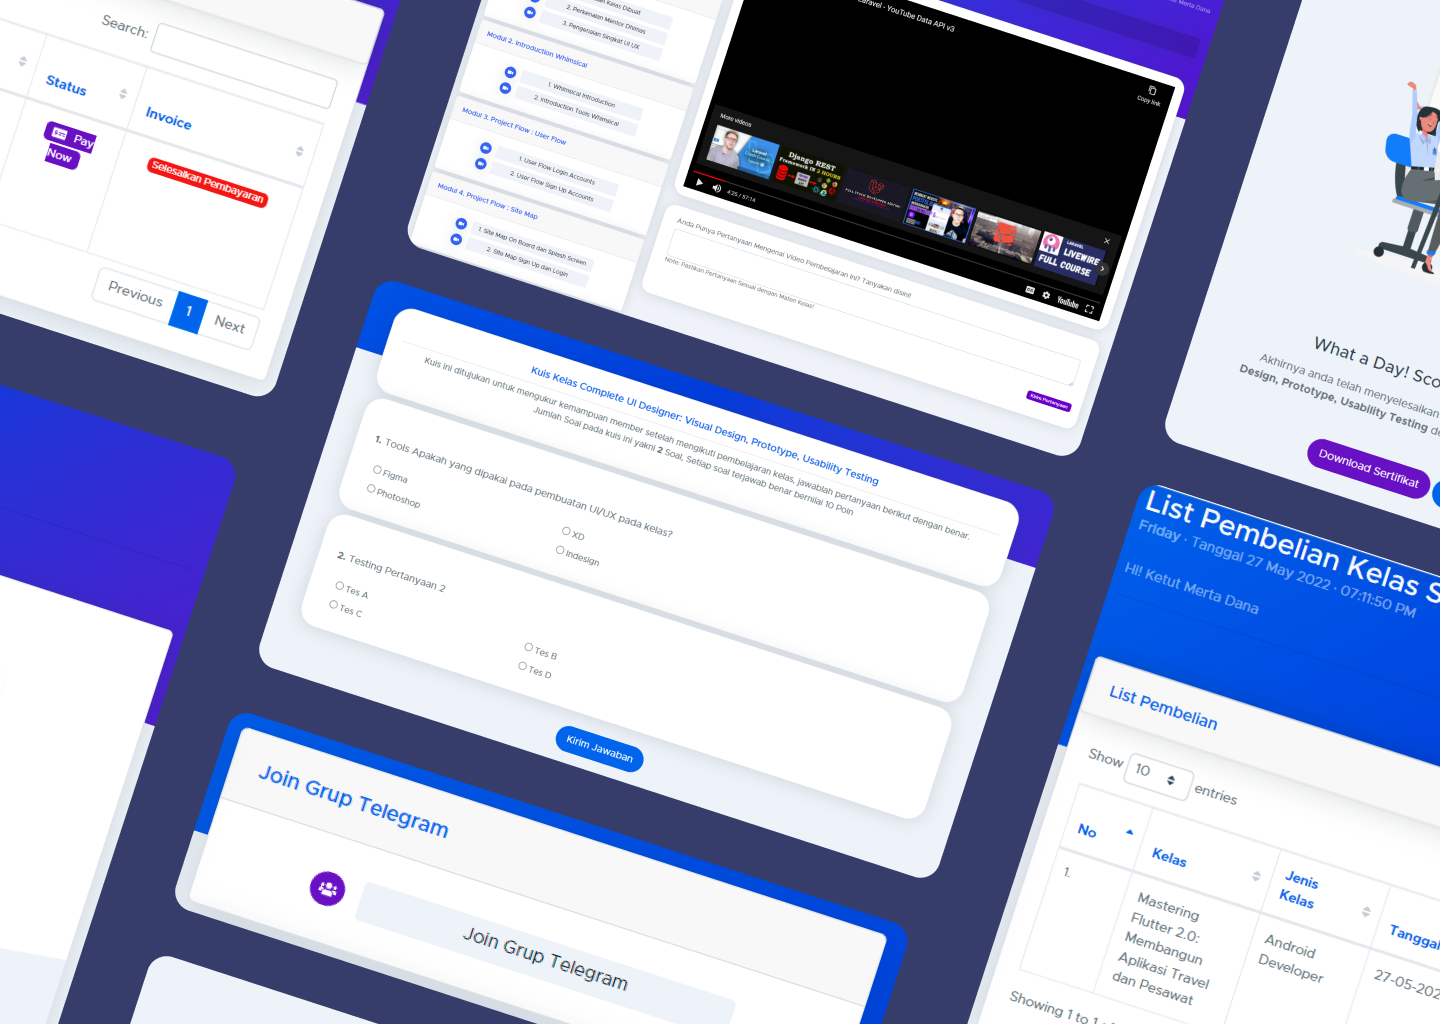 Search:
Status
Invoice
Pay
Now
Selesaikan Pembayaran
Previous
1
Next
2. Perkenalan Mentor Dreinas
3. Pengenalan Singkat UI UX
Modul 2. Introduction Whimsical
1. Whimsical Introduction
2. Introduction Tools Whimsical
Modul 3. Project Flow : User Flow
1. User Flow Login Accounts
2. User Flow Sign Up Accounts
Modul 4. Project Flow : Site Map
1. Site Map On Board dan Splash Screen
2. Site Map Sign Up dan Login
Laravel - YouTube Data API v3
Copy link
More videos
Django REST
Framework in 2 HOURS
LARAVEL
LIVEWIRE
FULL COURSE
4:25 / 57:14
YouTube
Anda Punya Pertanyaan Mengenai Video Pembelajaran Ini? Tanyakan disini!
Note: Pastikan Pertanyaan Sesuai dengan Materi Kelas!
Kirim Pertanyaan
Merta Dana
What a Day! Sco
Akhirnya anda telah menyelesaikan
Design, Prototype, Usability Testing de
Download Sertifikat
Kuis Kelas Complete UI Designer: Visual Design, Prototype, Usability Testing
Kuis ini ditujukan untuk mengukur kemampuan member setelah mengikuti pembelajaran kelas, jawablah pertanyaan berikut dengan benar.
Jumlah Soal pada kuis ini yakni 2 Soal, Setiap soal terjawab benar bernilai 10 Poin
1. Tools Apakah yang dipakai pada pembuatan UI/UX pada kelas?
Figma
XD
Photoshop
Indesign
2. Testing Pertanyaan 2
Tes A
Tes B
Tes C
Tes D
Kirim Jawaban
Join Grup Telegram
Join Grup Telegram
List Pembelian Kelas S
Friday · Tanggal 27 May 2022 · 07:11:50 PM
Hi! Ketut Merta Dana
List Pembelian
Show 10 entries
No
Kelas
Jenis
Kelas
Tanggal
1.
Mastering
Flutter 2.0:
Membangun
Aplikasi Travel
dan Pesawat
Android
Developer
27-05-202
Showing 1 to 1